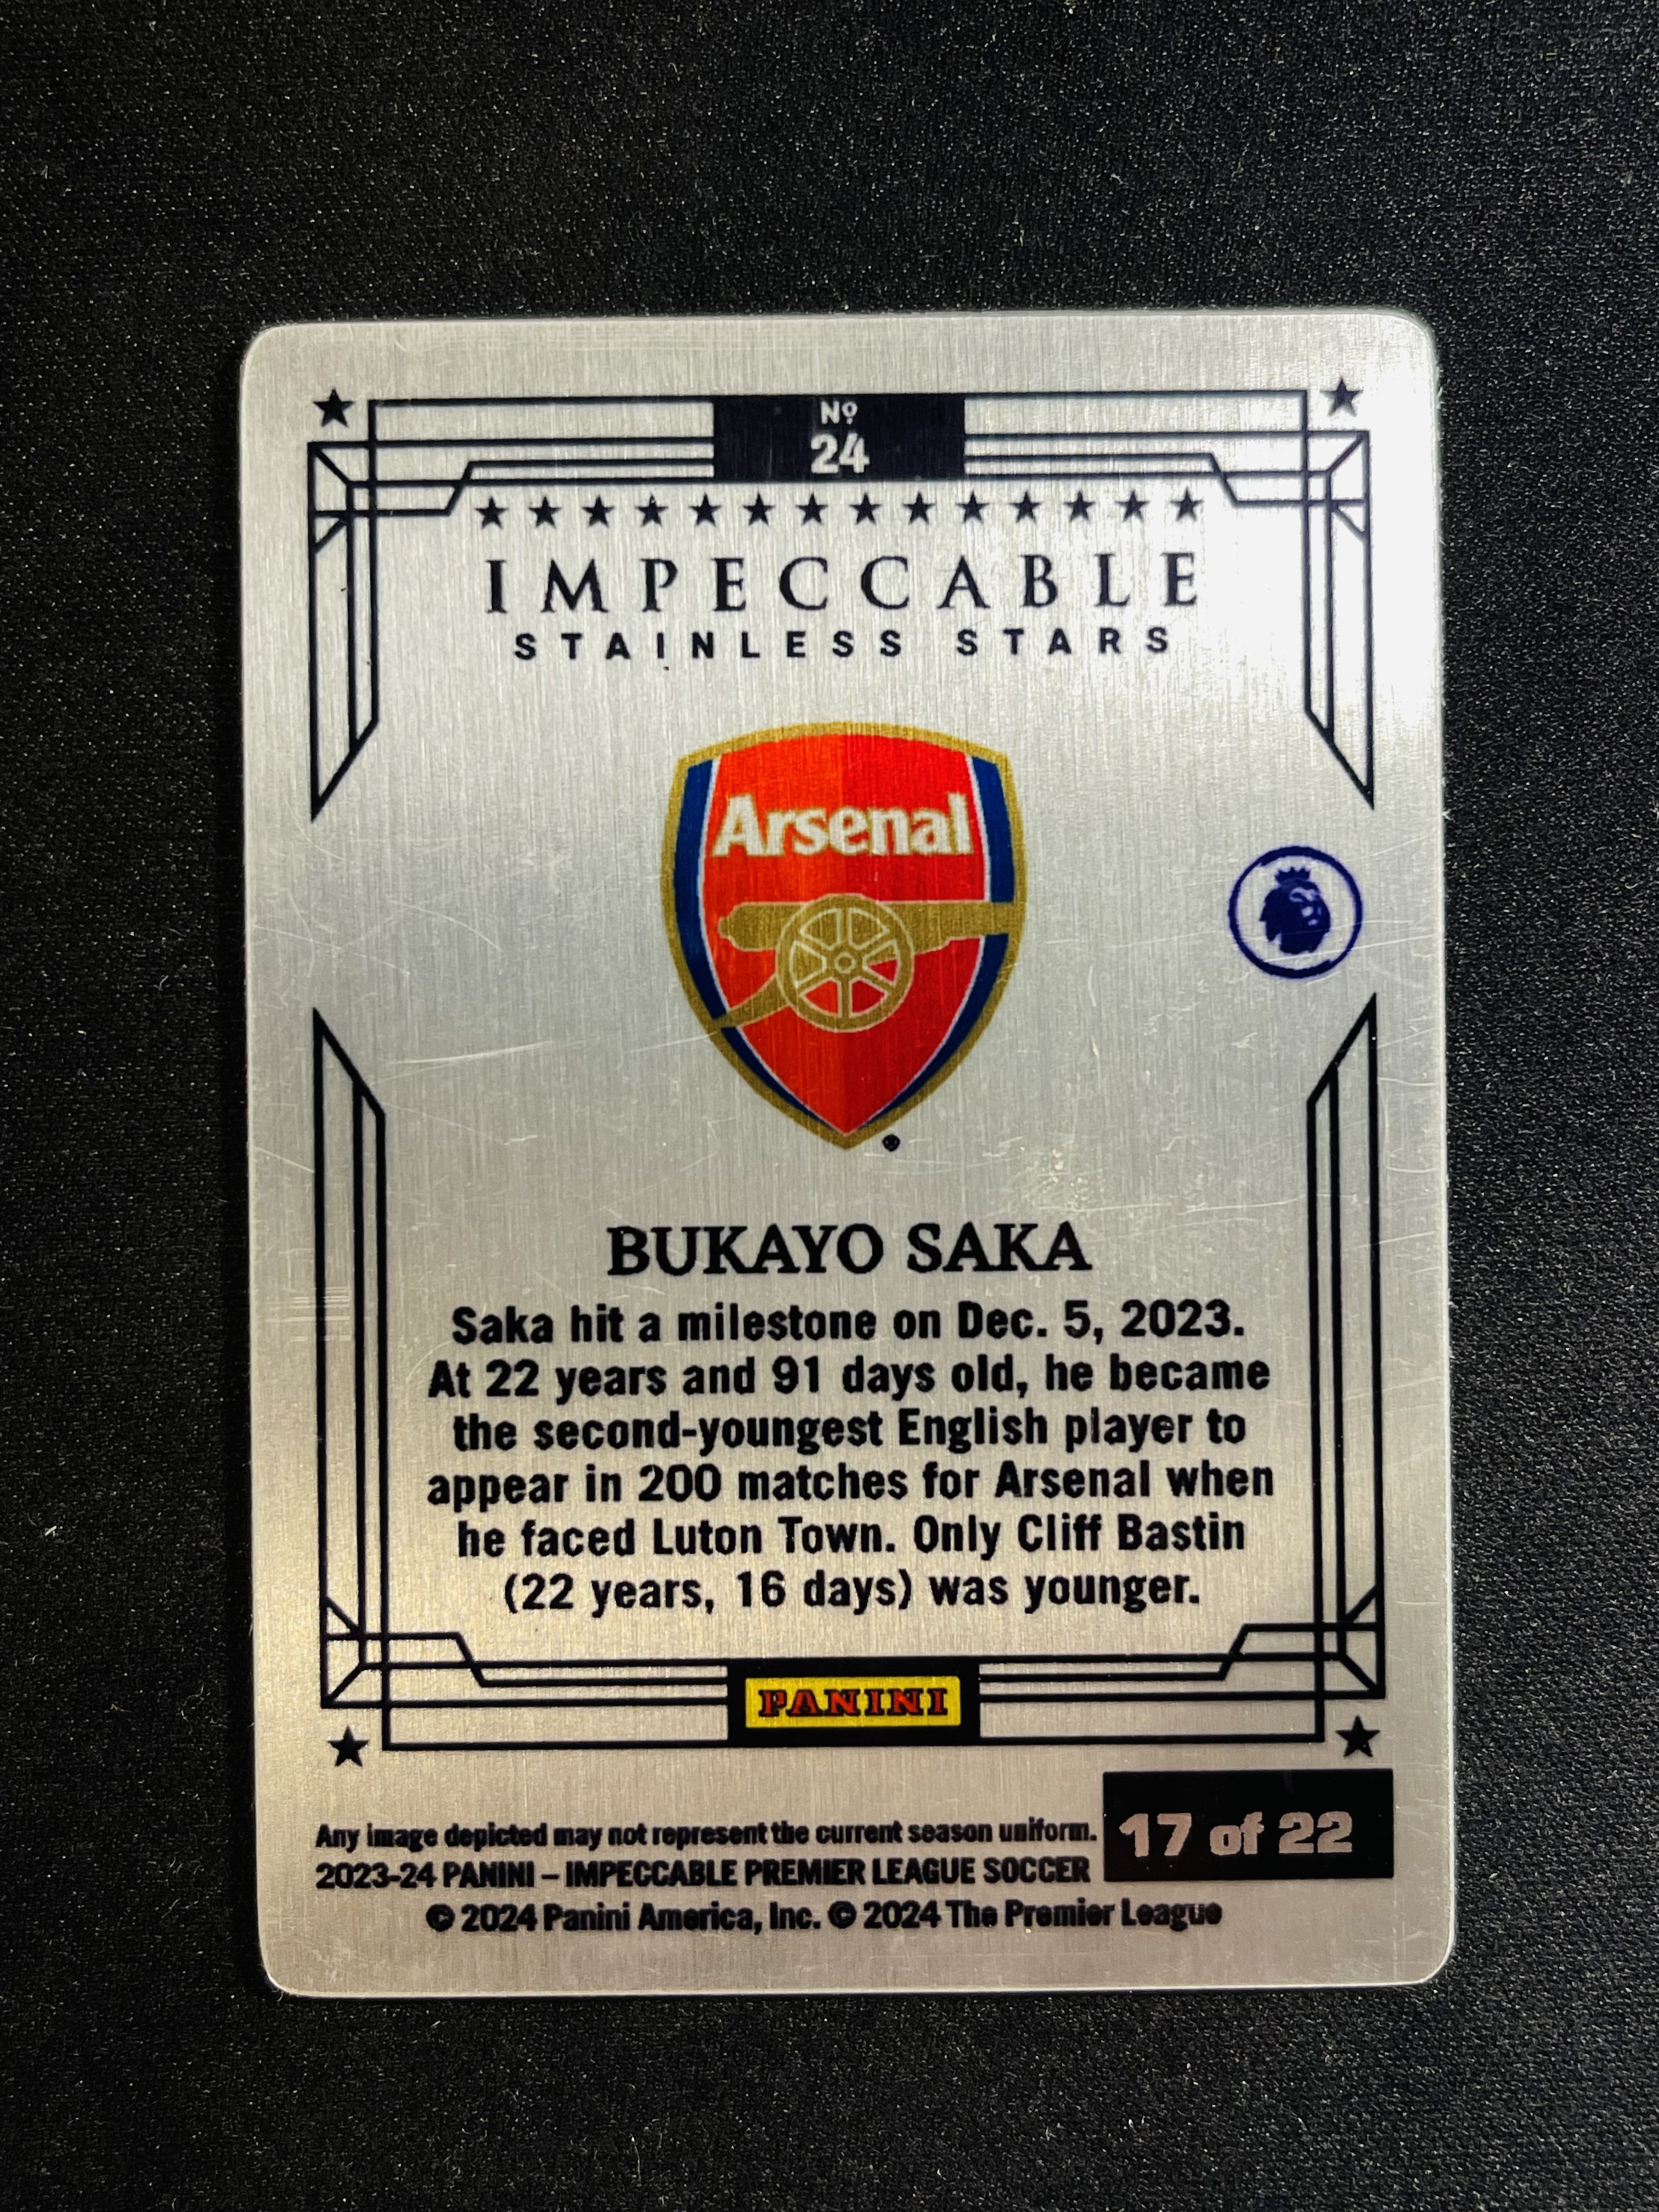 Nº
24
IMPECCABLE
STAINLESS STARS
Arsenal
BUKAYO SAKA
Saka hit a milestone on Dec. 5, 2023.
At 22 years and 91 days old, he became
the second-youngest English player to
appear in 200 matches for Arsenal when
he faced Luton Town. Only Cliff Bastin
(22 years, 16 days) was younger.
PANINI
17 of 22
Any image depicted may not represent the current season uniform.
2023-24 PANINI – IMPECCABLE PREMIER LEAGUE SOCCER
© 2024 Panini America, Inc. © 2024 The Premier League